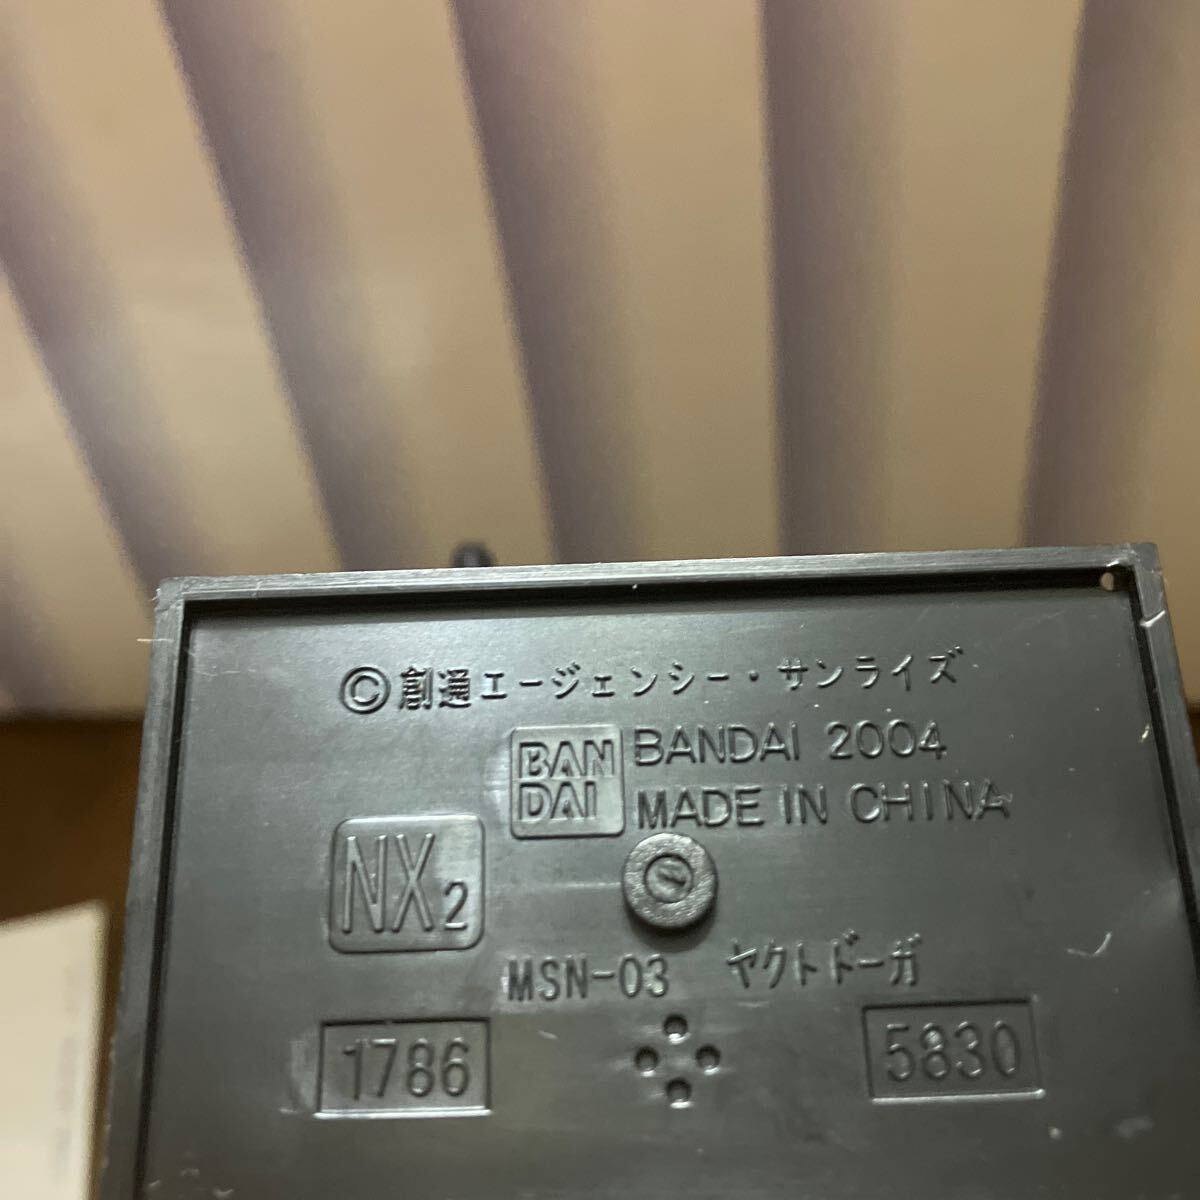 ©創通エージェンシー・サンライズ
BAN DAI BANDAI 2004
MADE IN CHINA
NX2
MSN-03 ヤクトドーガ
1786 5830